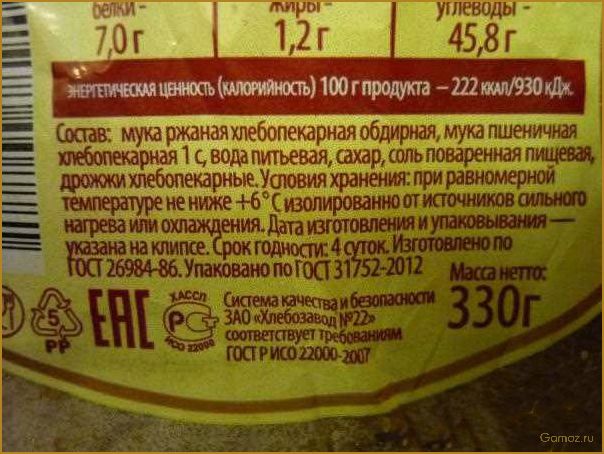 белки - жиры - углеводы -
7,0 г 1,2 г 45,8 г
ЭНЕРГЕТИЧЕСКАЯ ЦЕННОСТЬ (КАЛОРИЙНОСТЬ) 100 г продукта – 222 ккал/930 кДж.
Состав: мука ржаная хлебопекарная обдирная, мука пшеничная
хлебопекарная 1 с, вода питьевая, сахар, соль поваренная пищевая,
дрожжи хлебопекарные. Условия хранения: при равномерной
температуре не ниже +6°С изолированно от источников сильного
нагрева или охлаждения. Дата изготовления и упаковывания —
указана на клипсе. Срок годности: 4 суток. Изготовлено по
ГОСТ 26984-86. Упаковано по ГОСТ 31752-2012
Масса нетто:
330г
5
PP
ЕАС
ХАССП
РС
ИСО 22000
Система качества и безопасности
ЗАО «Хлебозавод №22»
соответствует требованиям
ГОСТ Р ИСО 22000-2007
Gamoz.ru